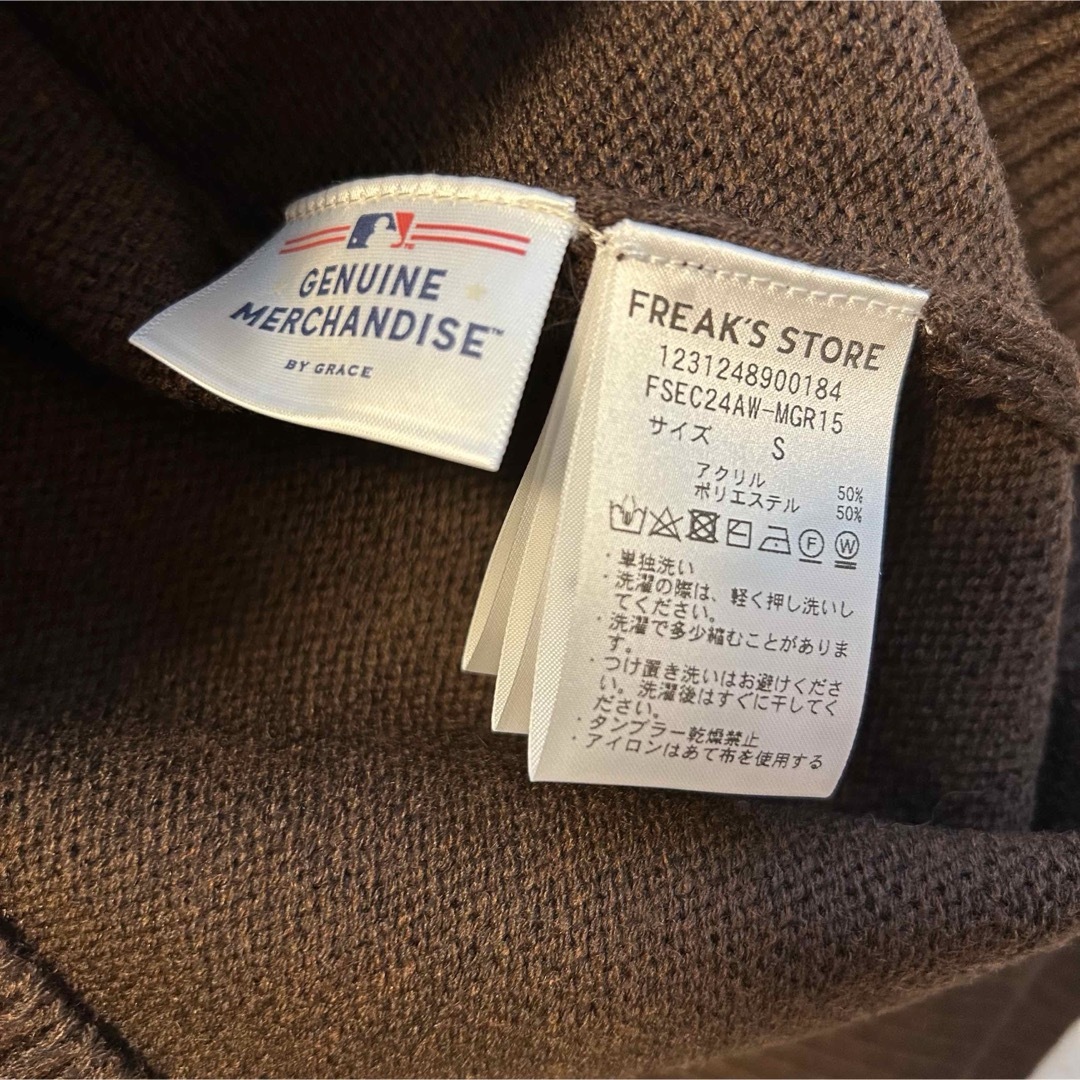 GENUINE
MERCHANDISE™
BY GRACE
FREAK'S STORE
1231248900184
FSEC24AW-MGR15
サイズ S
アクリル 50%
ポリエステル 50%
F W
・単独洗い
・洗濯の際は、軽く押し洗いし
てください。
・洗濯で多少縮むことがありま
す。
・つけ置き洗いはお避けくださ
い。洗濯後はすぐに干してく
ださい。
・タンブラー乾燥禁止
・アイロンはあて布を使用する